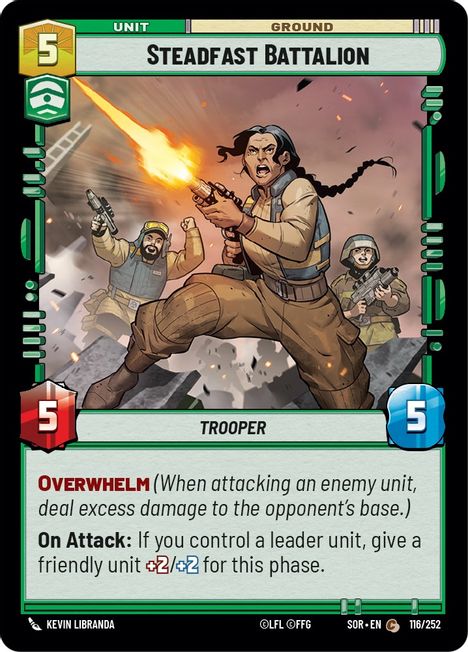 UNIT
GROUND
5
STEADFAST BATTALION
5
5
TROOPER
OVERWHELM (When attacking an enemy unit,
deal excess damage to the opponent's base.)
On Attack: If you control a leader unit, give a
friendly unit +2/+2 for this phase.
KEVIN LIBRANDA
©LFL ©FFG
SOR•EN C 116/252